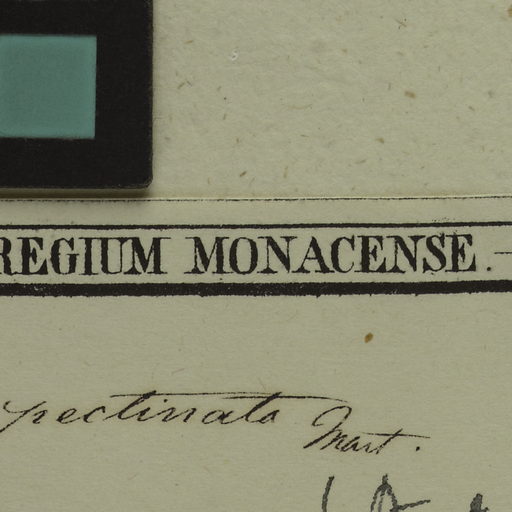 REGIUM MONACENSE.—
pectinata Mart.